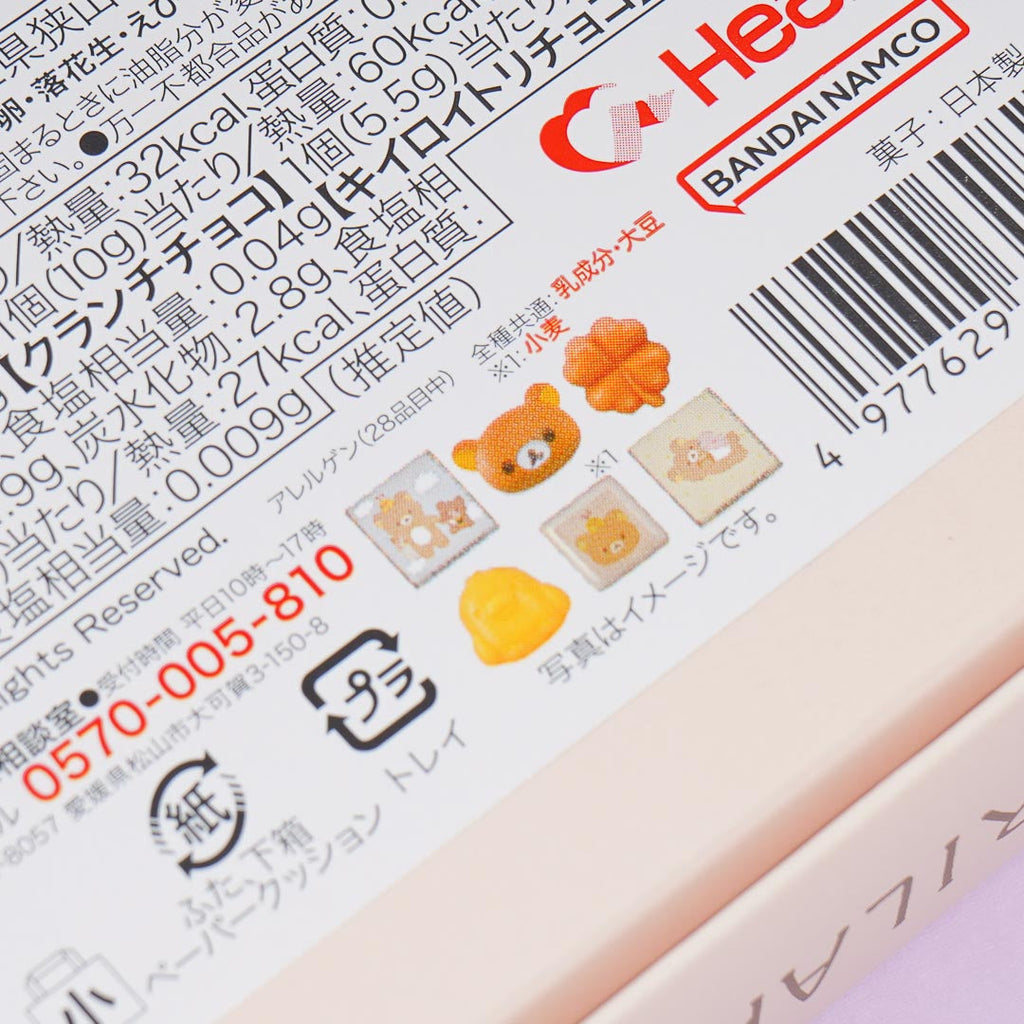 県狭山
卵・落花生・えび
固まるときに油脂分が変
下さい。●万一不都合品があ
熱量:32kcal、蛋白質:0.
個(10g)当たり/熱量:60kcal、
【クランチチョコ】1個(5.5g)当たり
食塩相当量:0.04g【キイロイトリチョコ】
.9g、炭水化物:2.8g、食塩相
当たり/熱量:27kcal、蛋白質:
塩相当量:0.009g (推定値)
ights Reserved.
アレルゲン(28品目中)
全種共通:乳成分・大豆
※1:小麦
※1
写真はイメージです。
相談室●受付時間 平日10時~17時
0570-005-810
-8057 愛媛県松山市大可賀3-150-8
プラ
トレイ
紙
ふた、下箱
ペーパークッション
小
Hea
BANDAI NAMCO
菓子:日本製
4 977629
RILA